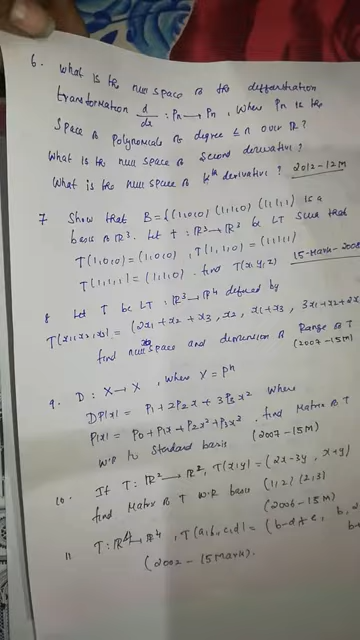 6. What is the null space of the differentiation
transformation d/dx : Pn → Pn, where Pn is the
space of Polynomials of degree ≤ n over R?
What is the null space of second derivative?
What is the null space of kth derivative? 2012-12M
7 Show that B = {(1,0,0) (1,1,0) (1,1,1)} is a
basis of R³. Let T: R³→R³ be LT such that
T(1,0,0) = (1,0,0), T(1,1,0) = (1,1,1)
T(1,1,1) = (1,1,0). find T(x,y,z) 15-Mark-2008
8 Let T be LT: R³→R⁴ defined by
T(x1,x2,x3) = (2x1+x2+x3, x2, x1+x3, 3x1+x2+2x
find null space and dimension of Range of T
(2007-15M)
9. D: X→X, where X = Pⁿ
DP(x) = P1+2P2x+3P3x² where
P(x) = P0+P1x+P2x²+P3x³. find Matrix of T
w.r to standard basis. (2007-15M)
10. If T: R²→R², T(x,y) = (2x-3y, x+y)
find Matrix of T w.r basis (1,2) (2,3)
(2006-15M)
11 T: R⁴→R⁴, T(a,b,c,d) = (b-d+c, b,
(2002-15Mark).